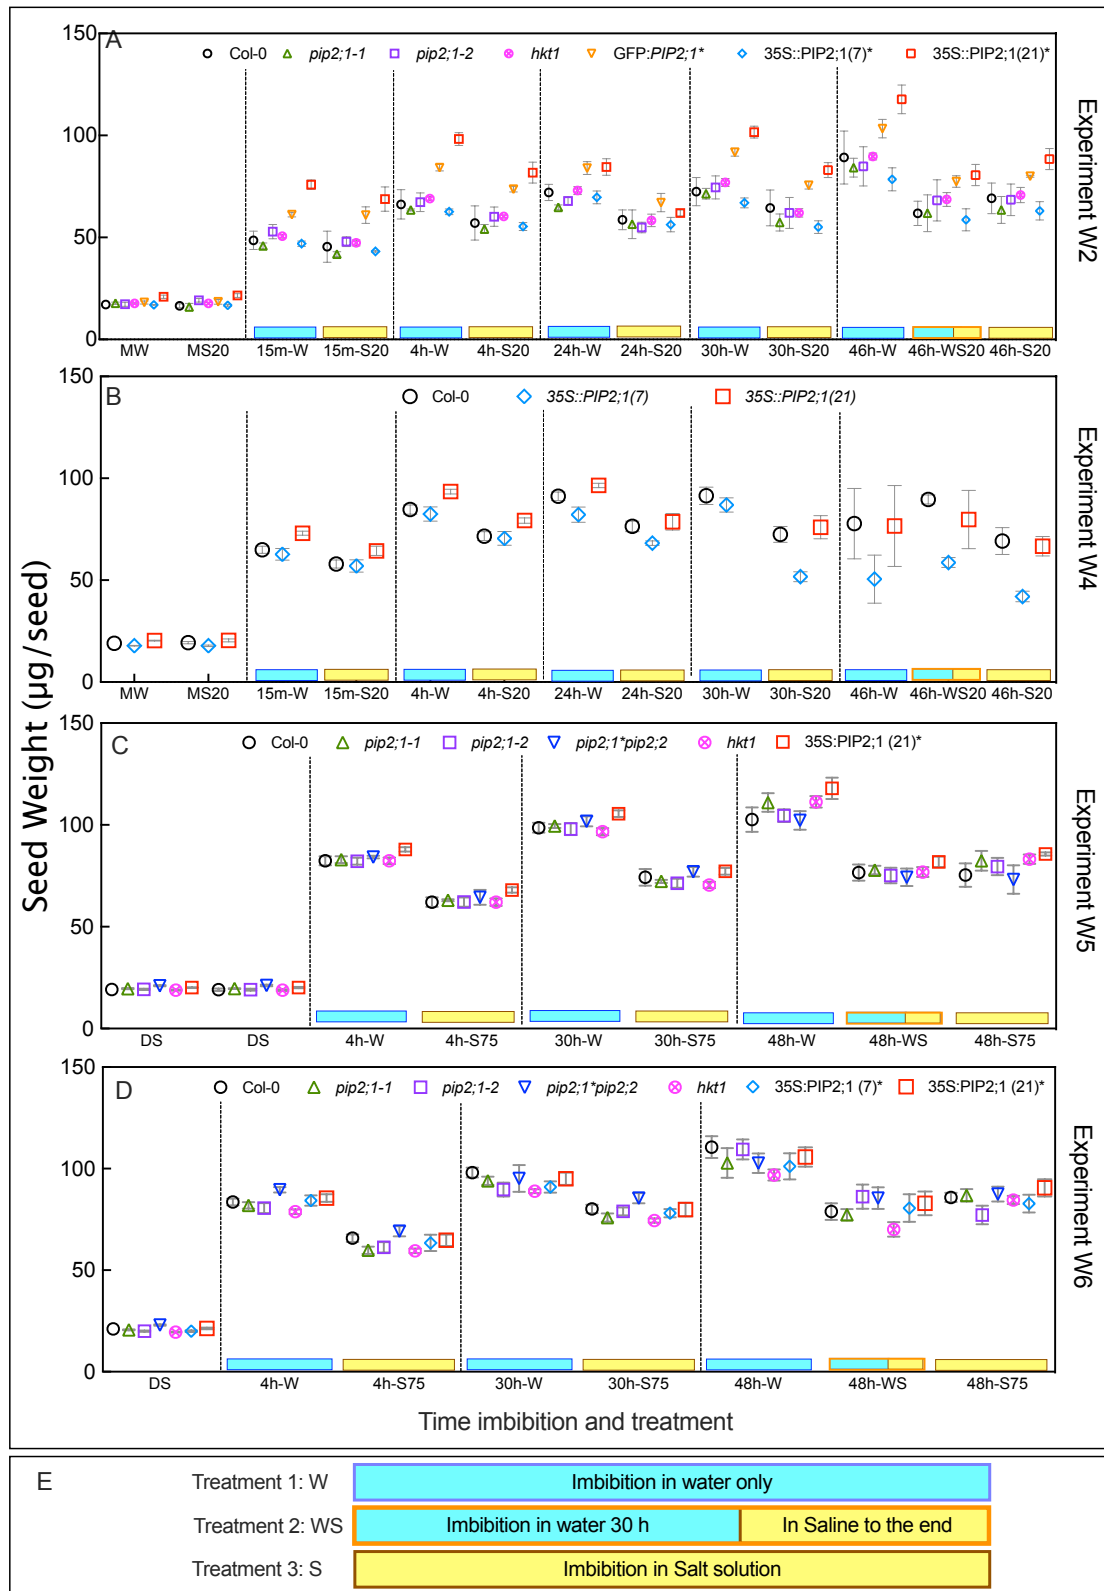 A
Col-0 pip2;1-1 pip2;1-2 hkt1 GFP:PIP2;1* 35S::PIP2;1(7)* 35S::PIP2;1(21)*
150
100
50
0
MW MS20 15m-W 15m-S20 4h-W 4h-S20 24h-W 24h-S20 30h-W 30h-S20 46h-W 46h-WS20 46h-S20
Experiment W2
B
Col-0 35S::PIP2;1(7) 35S::PIP2;1(21)
150
100
50
0
MW MS20 15m-W 15m-S20 4h-W 4h-S20 24h-W 24h-S20 30h-W 30h-S20 46h-W 46h-WS20 46h-S20
Experiment W4
Seed Weight (µg/seed)
C
Col-0 pip2;1-1 pip2;1-2 pip2;1*pip2;2 hkt1 35S:PIP2;1 (21)*
150
100
50
0
DS DS 4h-W 4h-S75 30h-W 30h-S75 48h-W 48h-WS 48h-S75
Experiment W5
D
Col-0 pip2;1-1 pip2;1-2 pip2;1*pip2;2 hkt1 35S:PIP2;1 (7)* 35S:PIP2;1 (21)*
150
100
50
0
DS 4h-W 4h-S75 30h-W 30h-S75 48h-W 48h-WS 48h-S75
Experiment W6
Time imbibition and treatment
E
Treatment 1: W Imbibition in water only
Treatment 2: WS Imbibition in water 30 h In Saline to the end
Treatment 3: S Imbibition in Salt solution